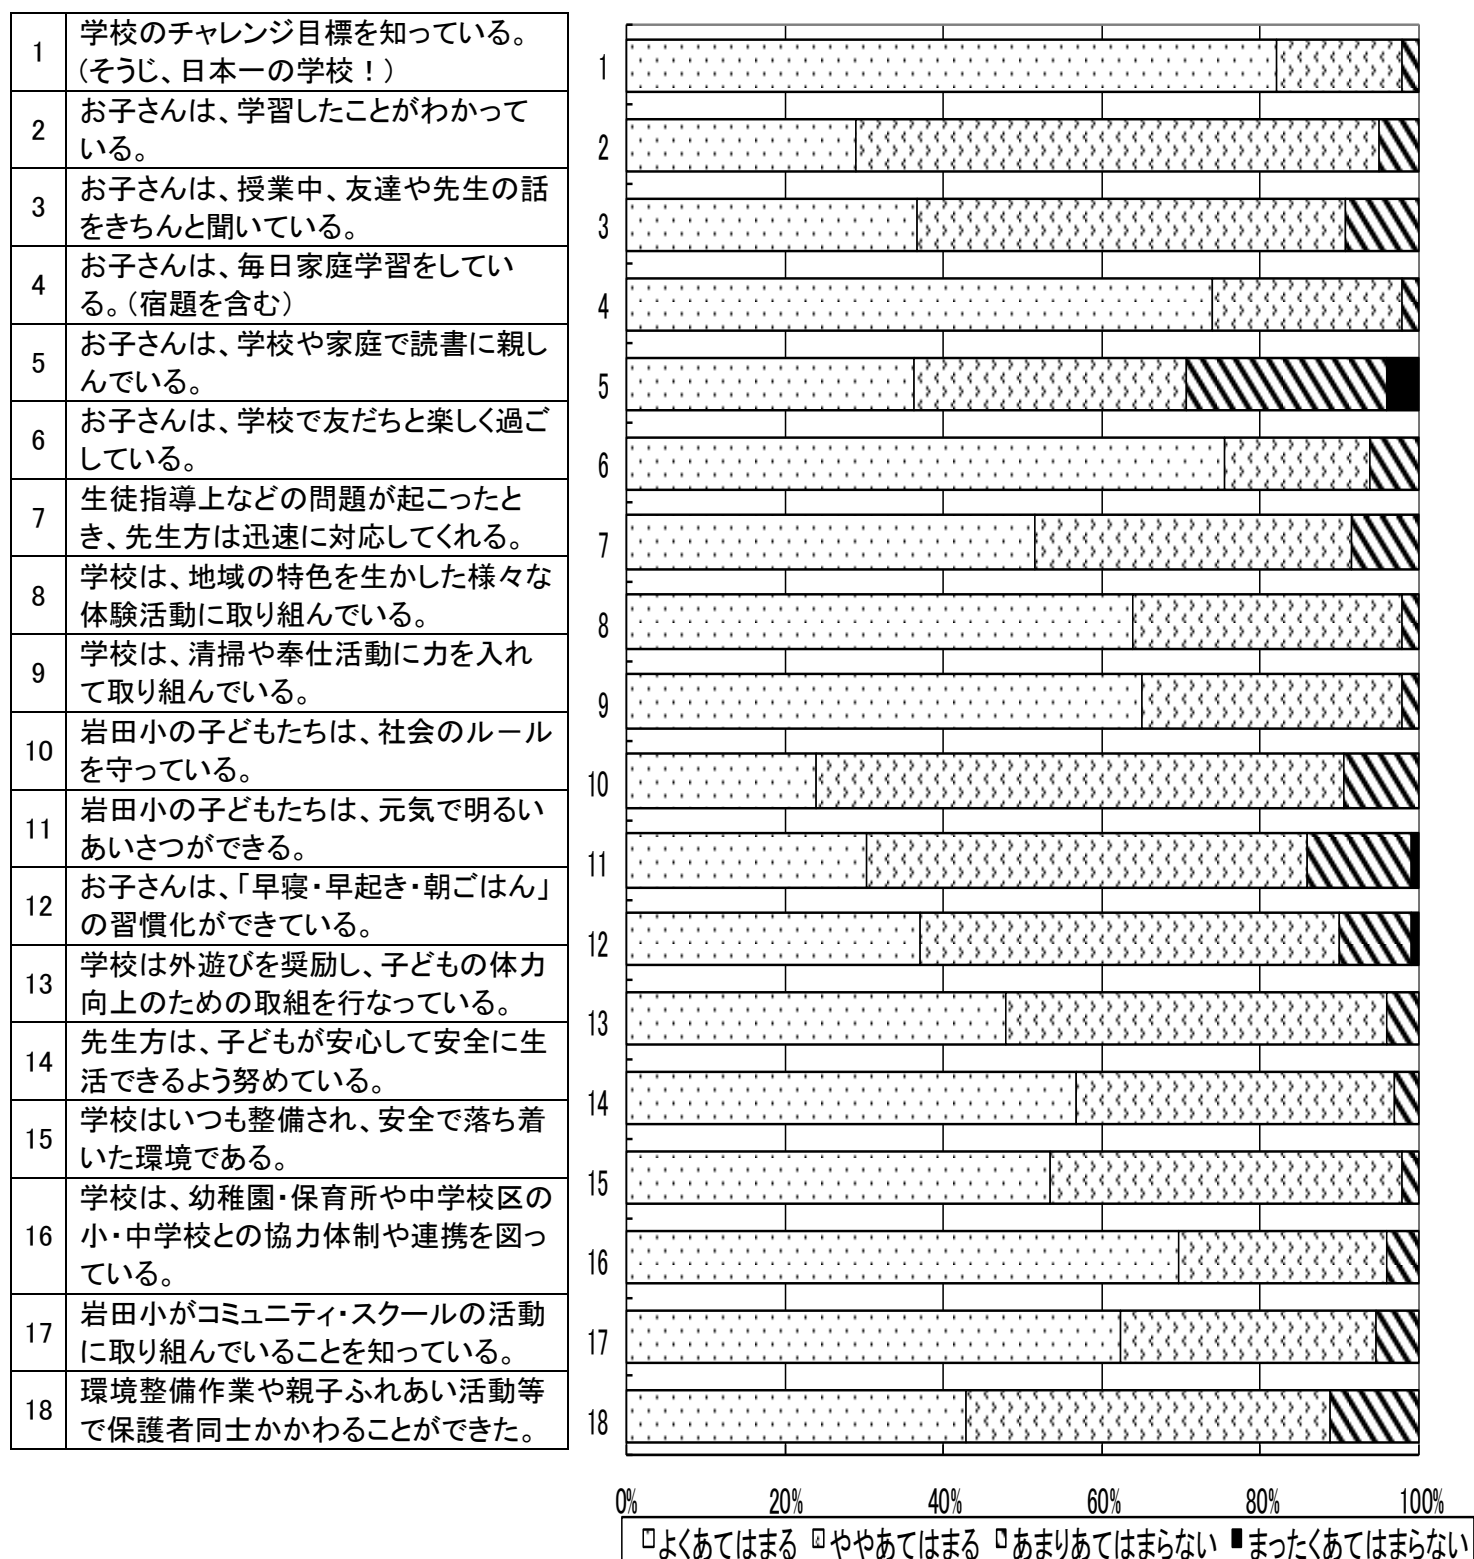 1
学校のチャレンジ目標を知っている。
(そうじ、日本一の学校！)
2
お子さんは、学習したことがわかって
いる。
3
お子さんは、授業中、友達や先生の話
をきちんと聞いている。
4
お子さんは、毎日家庭学習をしてい
る。(宿題を含む)
5
お子さんは、学校や家庭で読書に親し
んでいる。
6
お子さんは、学校で友だちと楽しく過ご
している。
7
生徒指導上などの問題が起こったと
き、先生方は迅速に対応してくれる。
8
学校は、地域の特色を生かした様々な
体験活動に取り組んでいる。
9
学校は、清掃や奉仕活動に力を入れ
て取り組んでいる。
10
岩田小の子どもたちは、社会のルール
を守っている。
11
岩田小の子どもたちは、元気で明るい
あいさつができる。
12
お子さんは、「早寝・早起き・朝ごはん」
の習慣化ができている。
13
学校は外遊びを奨励し、子どもの体力
向上のための取組を行なっている。
14
先生方は、子どもが安心して安全に生
活できるよう努めている。
15
学校はいつも整備され、安全で落ち着
いた環境である。
16
学校は、幼稚園・保育所や中学校区の
小・中学校との協力体制や連携を図っ
ている。
17
岩田小がコミュニティ・スクールの活動
に取り組んでいることを知っている。
18
環境整備作業や親子ふれあい活動等
で保護者同士かかわることができた。
1
2
3
4
5
6
7
8
9
10
11
12
13
14
15
16
17
18
0% 20% 40% 60% 80% 100%
よくあてはまる ややあてはまる あまりあてはまらない まったくあてはまらない